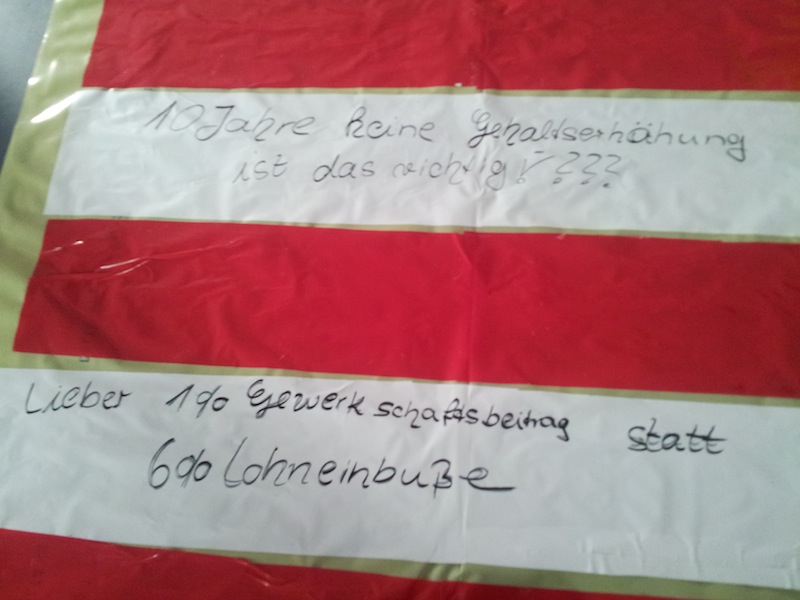 10 Jahre keine Gehaltserhöhung
ist das richtig!???
Lieber 1% Gewerkschaftsbeitrag statt
6% Lohneinbuße